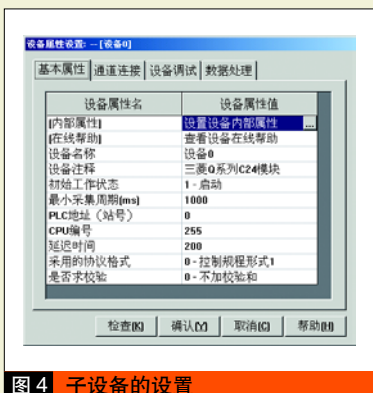 设备属性设置: --[设备0]
基本属性 通道连接 设备调试 数据处理
设备属性名 设备属性值
[内部属性] 设置设备内部属性 ...
[在线帮助] 查看设备在线帮助
设备名称 设备0
设备注释 三菱Q系列C24模块
初始工作状态 1 - 启动
最小采集周期(ms) 1000
PLC地址（站号） 0
CPU编号 255
延迟时间 200
采用的协议格式 0 - 控制规程形式1
是否求校验 0 - 不加校验和
检查(K) 确认(Y) 取消(C) 帮助(H)
图 4 子设备的设置